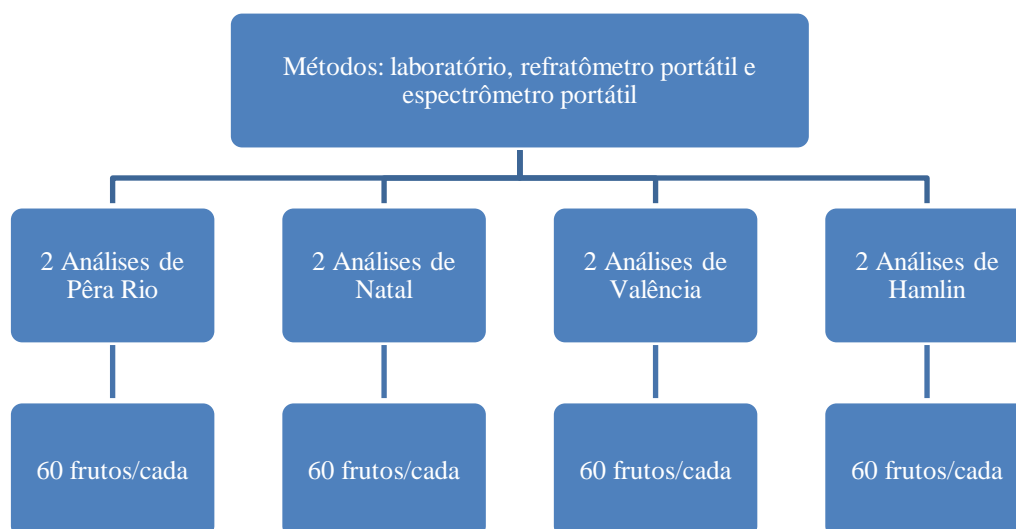 Métodos: laboratório, refratômetro portátil e
espectrômetro portátil
2 Análises de
Pêra Rio
2 Análises de
Natal
2 Análises de
Valência
2 Análises de
Hamlin
60 frutos/cada
60 frutos/cada
60 frutos/cada
60 frutos/cada